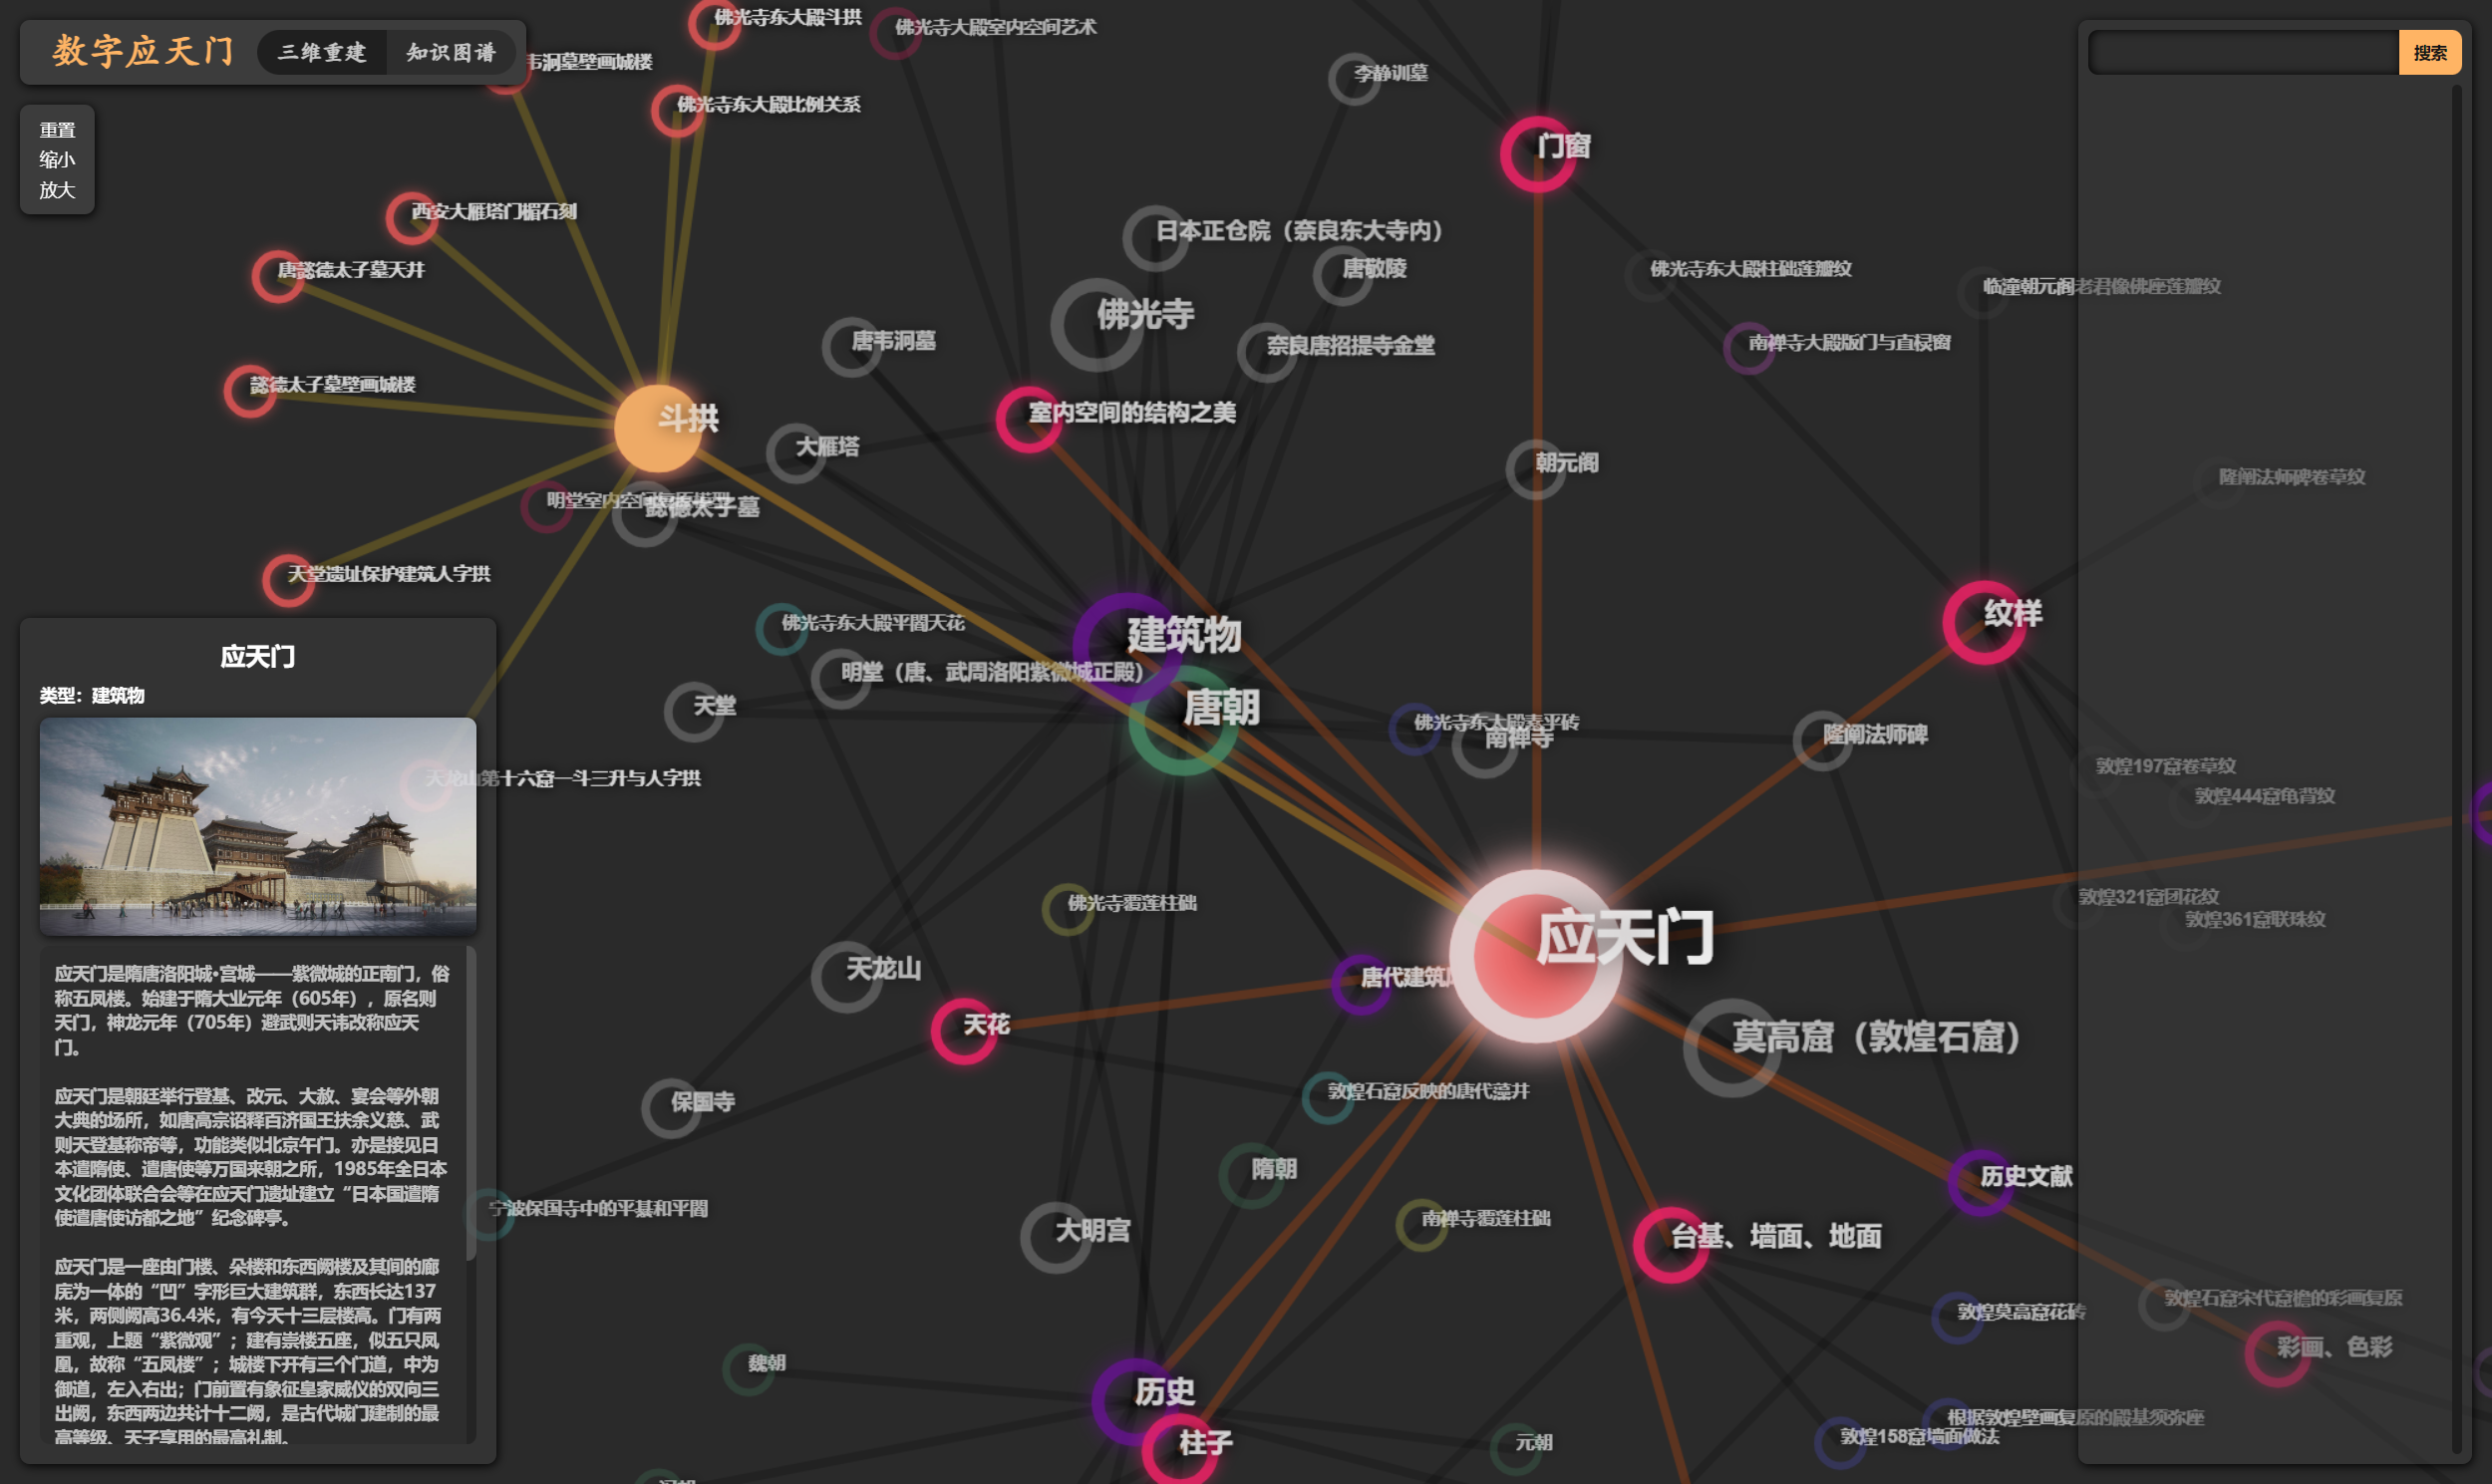 数字应天门
三维重建
知识图谱
重置
缩小
放大
搜索
佛光寺东大殿斗拱
佛光寺大殿室内空间艺术
韦洞墓壁画城楼
李静训墓
佛光寺东大殿比例关系
门窗
西安大雁塔门楣石刻
日本正仓院（奈良东大寺内）
唐懿德太子墓天井
唐敬陵
佛光寺东大殿柱础莲瓣纹
临潼朝元阁老君像佛座莲瓣纹
佛光寺
唐韦洞墓
奈良唐招提寺金堂
南禅寺大殿版门与直棂窗
懿德太子墓壁画城楼
斗拱
室内空间的结构之美
大雁塔
朝元阁
隆阐法师碑卷草纹
明堂室内空间复原模型
懿德太子墓
天堂遗址保护建筑人字拱
佛光寺东大殿平闇天花
建筑物
纹样
明堂（唐、武周洛阳紫微城正殿）
天堂
唐朝
佛光寺东大殿素平砖
南禅寺
隆阐法师碑
天龙山第十六窟一斗三升与人字拱
敦煌197窟卷草纹
敦煌444窟龟背纹
佛光寺覆莲柱础
敦煌321窟团花纹
敦煌361窟联珠纹
应天门
天龙山
唐代建筑
天花
莫高窟（敦煌石窟）
保国寺
敦煌石窟反映的唐代藻井
隋朝
历史文献
宁波保国寺中的平棊和平闇
大明宫
南禅寺覆莲柱础
台基、墙面、地面
敦煌石窟宋代窟檐的彩画复原
敦煌莫高窟花砖
彩画、色彩
魏朝
历史
根据敦煌壁画复原的殿基须弥座
敦煌158窟墙面做法
柱子
元朝
应天门
类型：建筑物
应天门是隋唐洛阳城·宫城——紫微城的正南门，俗
称五凤楼。始建于隋大业元年（605年），原名则
天门，神龙元年（705年）避武则天讳改称应天
门。
应天门是朝廷举行登基、改元、大赦、宴会等外朝
大典的场所，如唐高宗诏释百济国王扶余义慈、武
则天登基称帝等，功能类似北京午门。亦是接见日
本遣隋使、遣唐使等万国来朝之所，1985年全日本
文化团体联合会等在应天门遗址建立“日本国遣隋
使遣唐使访都之地”纪念碑亭。
应天门是一座由门楼、朵楼和东西阙楼及其间的廊
庑为一体的“凹”字形巨大建筑群，东西长达137
米，两侧阙高36.4米，有今天十三层楼高。门有两
重观，上题“紫微观”；建有崇楼五座，似五只凤
凰，故称“五凤楼”；城楼下开有三个门道，中为
御道，左入右出；门前置有象征皇家威仪的双向三
出阙，东西两边共计十二阙，是古代城门建制的最
高等级、天子享用的最高礼制。